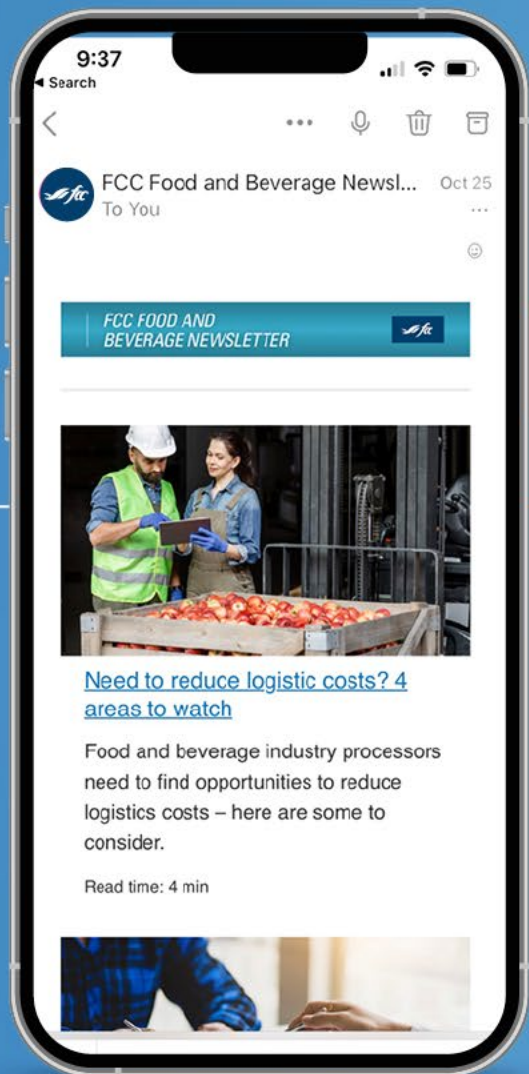 9:37
◀ Search
FCC Food and Beverage Newsl... Oct 25
To You
fcc
FCC FOOD AND
BEVERAGE NEWSLETTER
fcc
Need to reduce logistic costs? 4
areas to watch
Food and beverage industry processors
need to find opportunities to reduce
logistics costs – here are some to
consider.
Read time: 4 min